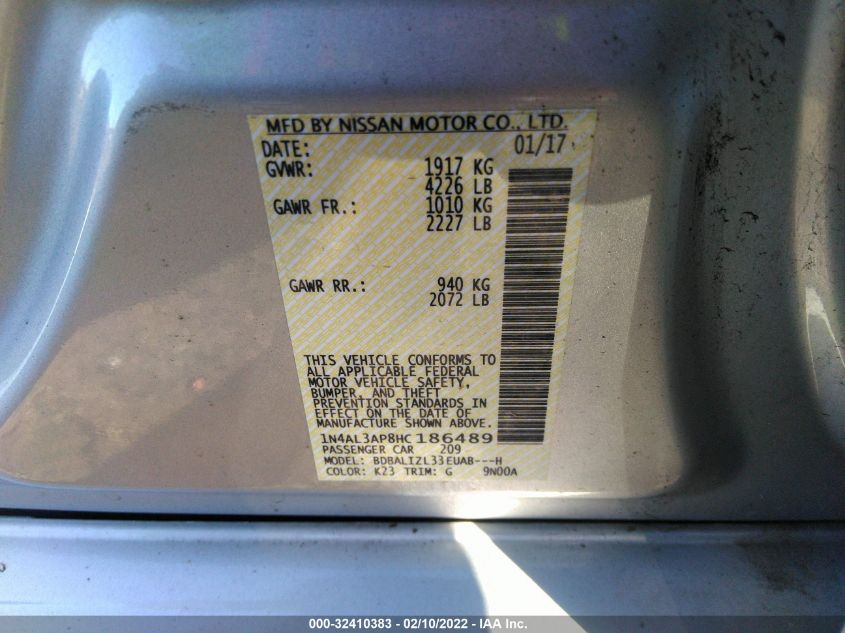 MFD BY NISSAN MOTOR CO., LTD.
DATE: 01/17
GVWR: 1917 KG
4226 LB
GAWR FR.: 1010 KG
2227 LB
GAWR RR.: 940 KG
2072 LB
THIS VEHICLE CONFORMS TO
ALL APPLICABLE FEDERAL
MOTOR VEHICLE SAFETY,
BUMPER, AND THEFT
PREVENTION STANDARDS IN
EFFECT ON THE DATE OF
MANUFACTURE SHOWN ABOVE.
1N4AL3AP8HC186489
PASSENGER CAR 209
MODEL: BDBALIZL33EUAB---H
COLOR: K23 TRIM: G 9N00A
000-32410383 - 02/10/2022 - IAA Inc.